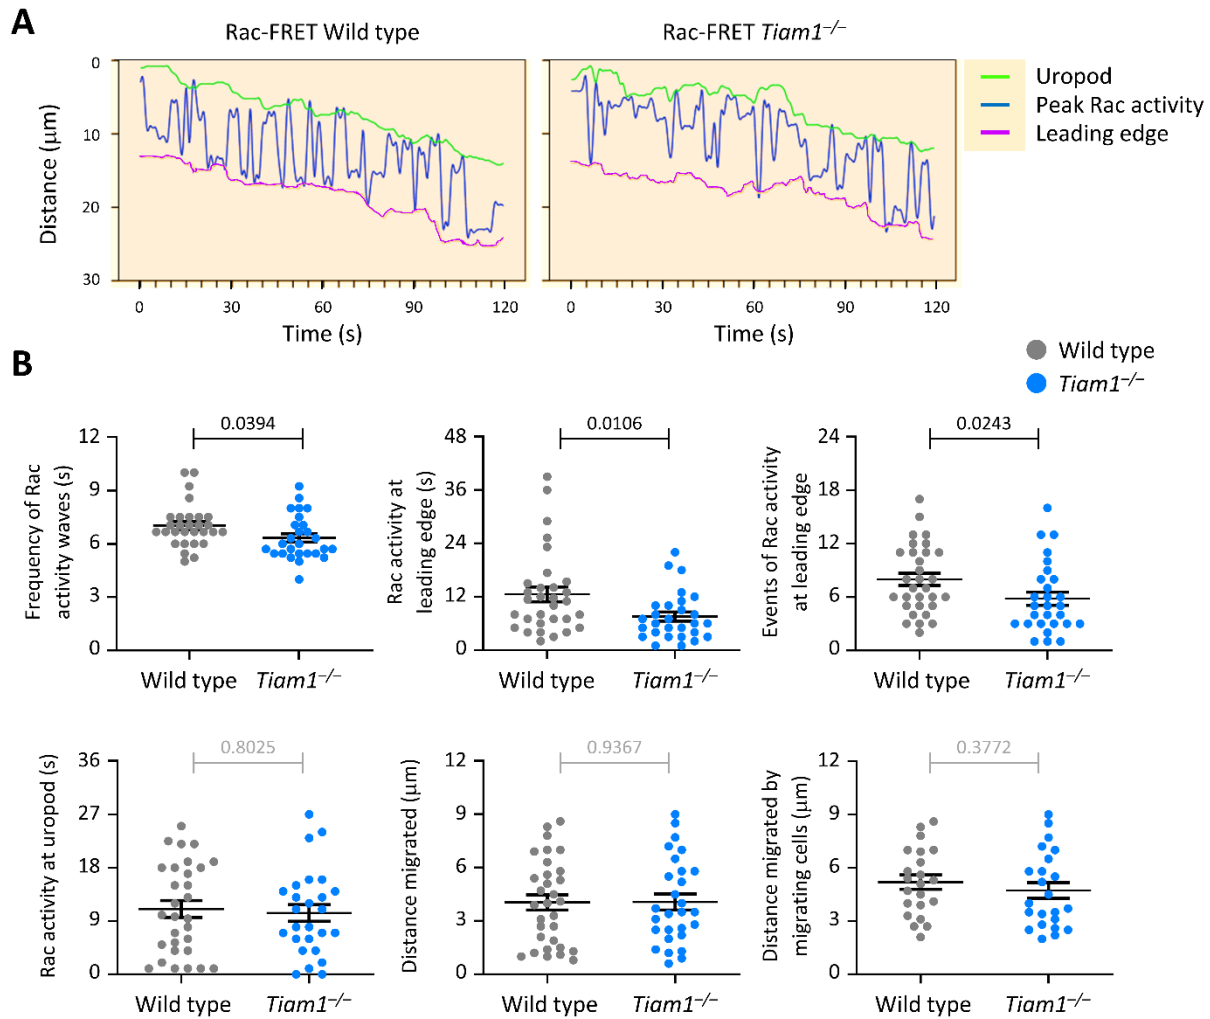 A
Rac-FRET Wild type
Rac-FRET Tiam1⁻/⁻
0
10
20
30
Distance (µm)
0
30
60
90
120
Time (s)
0
30
60
90
120
Time (s)
Uropod
Peak Rac activity
Leading edge
B
Wild type
Tiam1⁻/⁻
0.0394
12
9
6
3
0
Frequency of Rac
activity waves (s)
Wild type
Tiam1⁻/⁻
0.0106
48
36
24
12
0
Rac activity at
leading edge (s)
Wild type
Tiam1⁻/⁻
0.0243
24
18
12
6
0
Events of Rac activity
at leading edge
Wild type
Tiam1⁻/⁻
0.8025
36
27
18
9
0
Rac activity at uropod (s)
Wild type
Tiam1⁻/⁻
0.9367
12
9
6
3
0
Distance migrated (µm)
Wild type
Tiam1⁻/⁻
0.3772
12
9
6
3
0
Distance migrated by
migrating cells (µm)
Wild type
Tiam1⁻/⁻